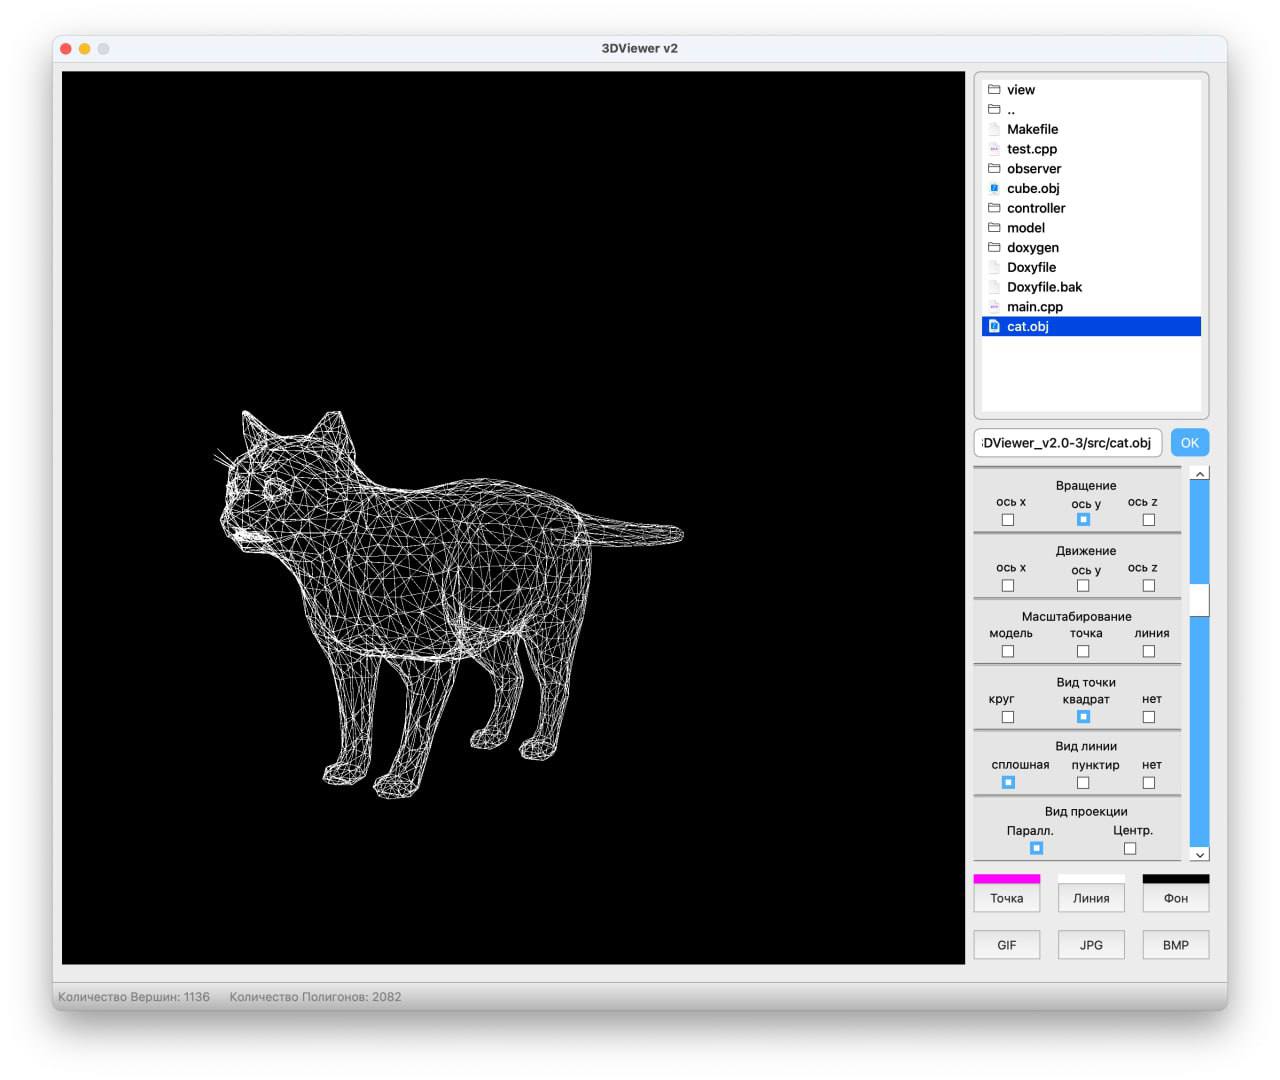 3DViewer v2
view
..
Makefile
test.cpp
observer
cube.obj
controller
model
doxygen
Doxyfile
Doxyfile.bak
main.cpp
cat.obj
3DViewer_v2.0-3/src/cat.obj
OK
Вращение
ось x ось y ось z
Движение
ось x ось y ось z
Масштабирование
модель точка линия
Вид точки
круг квадрат нет
Вид линии
сплошная пунктир нет
Вид проекции
Паралл. Центр.
Точка Линия Фон
GIF JPG BMP
Количество Вершин: 1136 Количество Полигонов: 2082